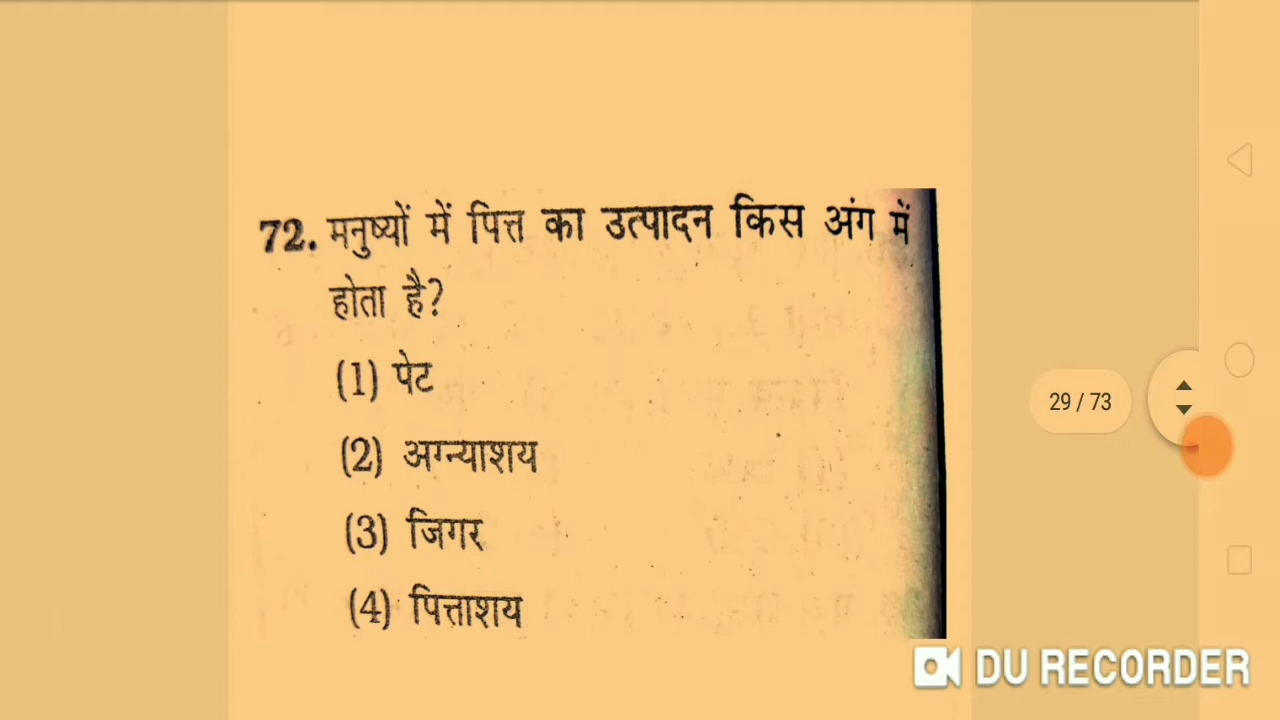 72. मनुष्यों में पित्त का उत्पादन किस अंग में
होता है?
(1) पेट
(2) अग्न्याशय
(3) जिगर
(4) पित्ताशय
29 / 73
DU RECORDER